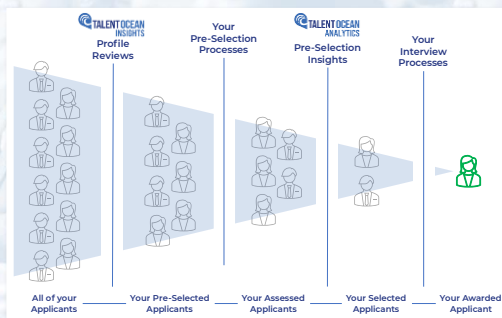 TALENT OCEAN
INSIGHTS
Profile
Reviews
Your
Pre-Selection
Processes
TALENT OCEAN
ANALYTICS
Pre-Selection
Insights
Your
Interview
Processes
All of your
Applicants
Your Pre-Selected
Applicants
Your Assessed
Applicants
Your Selected
Applicants
Your Awarded
Applicant